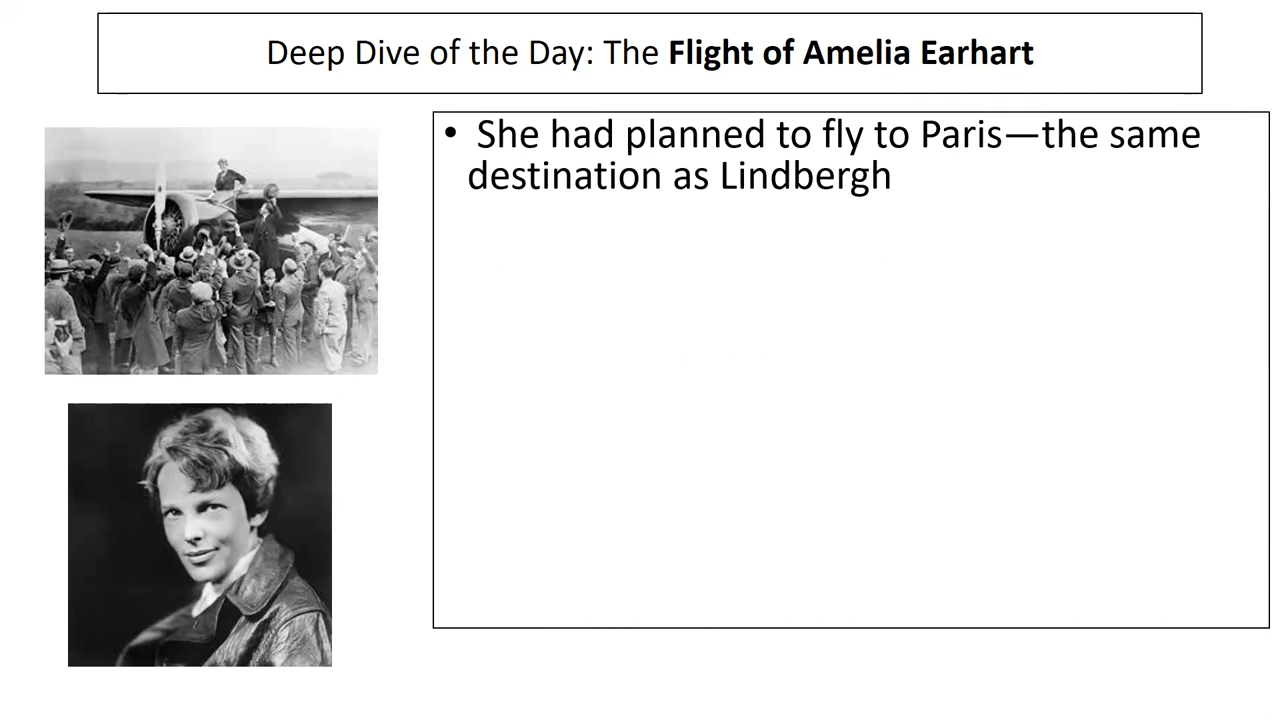 Deep Dive of the Day: The Flight of Amelia Earhart
• She had planned to fly to Paris—the same
destination as Lindbergh